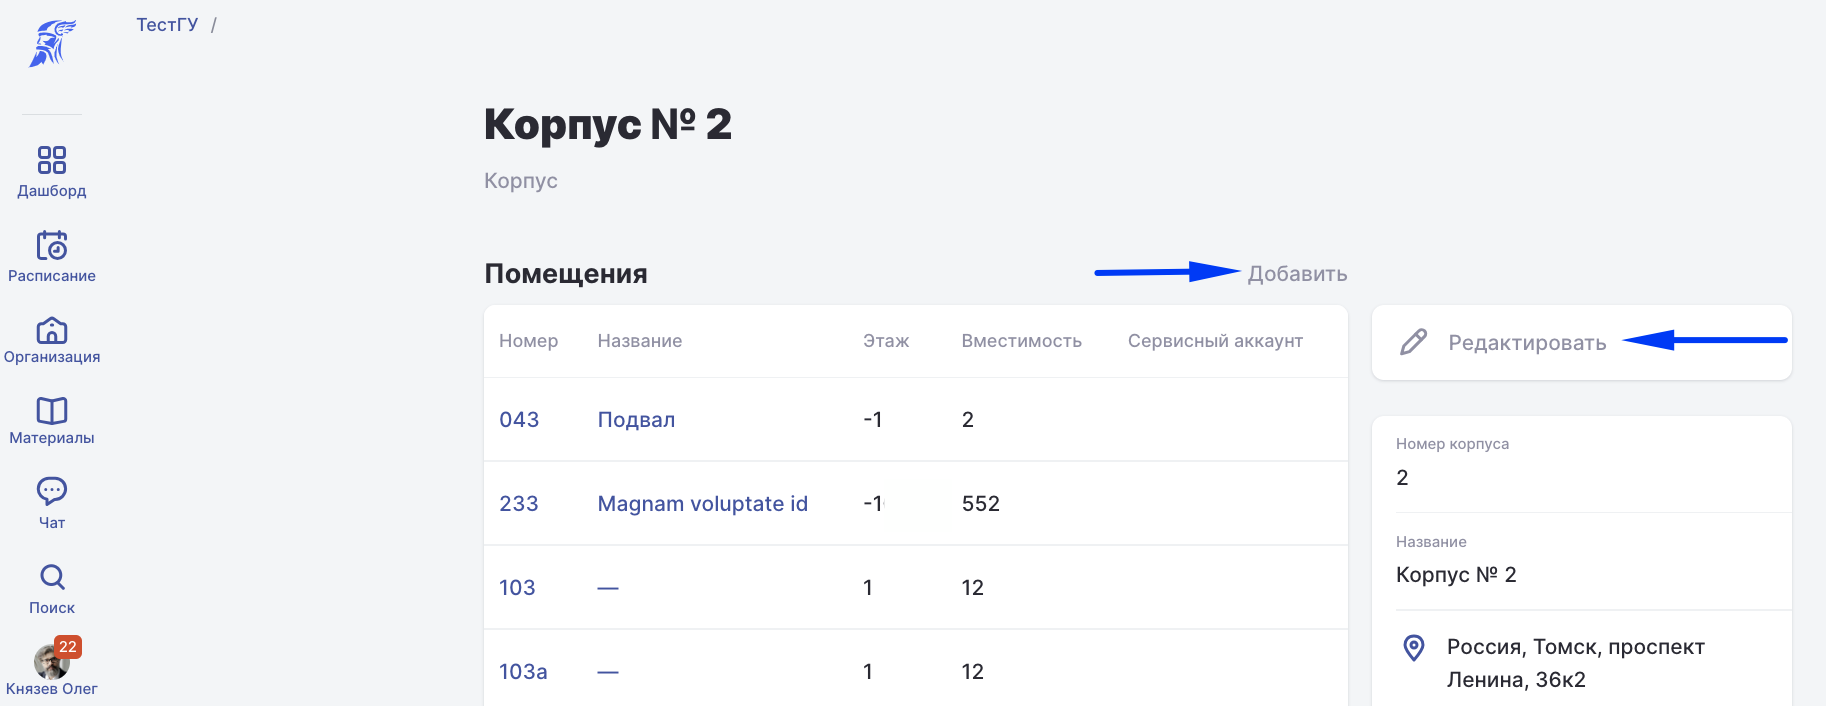 ТестГУ /
Корпус № 2
Корпус
Дашборд
Расписание
Организация
Материалы
Чат
Поиск
22
Князев Олег
Помещения
Добавить
Номер Название Этаж Вместимость Сервисный аккаунт
043 Подвал -1 2
233 Magnam voluptate id 552
103 — 1 12
103а — 1 12
Редактировать
Номер корпуса
2
Название
Корпус № 2
Россия, Томск, проспект
Ленина, 36к2